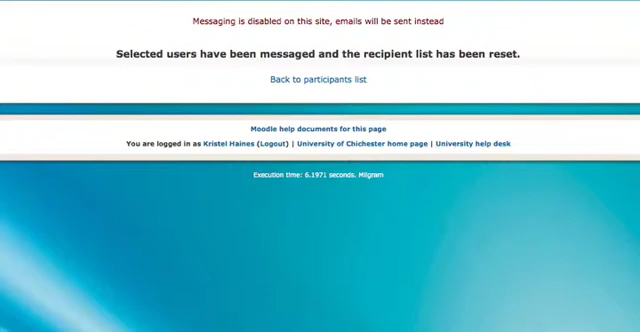 Messaging is disabled on this site, emails will be sent instead
Selected users have been messaged and the recipient list has been reset.
Back to participants list
Moodle help documents for this page
You are logged in as Kristel Haines (Logout) | University of Chichester home page | University help desk
Execution time: 6.1971 seconds. Milgram